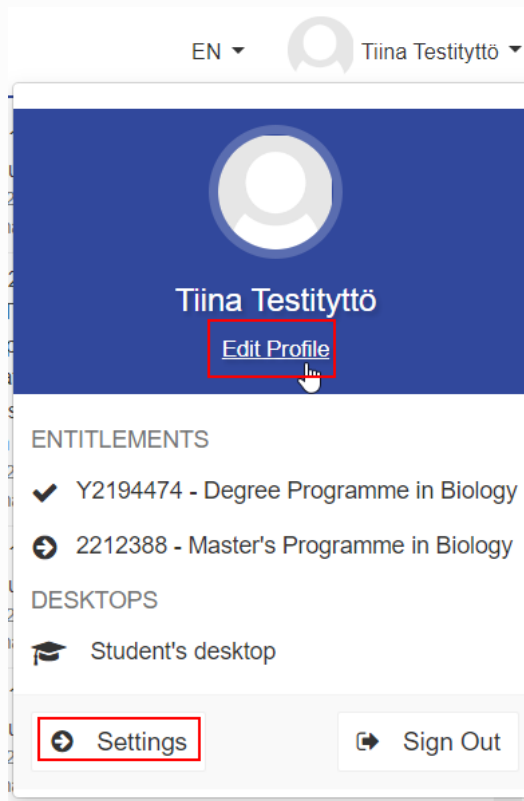 EN Tiina Testityttö
Tiina Testityttö
Edit Profile
ENTITLEMENTS
Y2194474 - Degree Programme in Biology
2212388 - Master's Programme in Biology
DESKTOPS
Student's desktop
Settings Sign Out